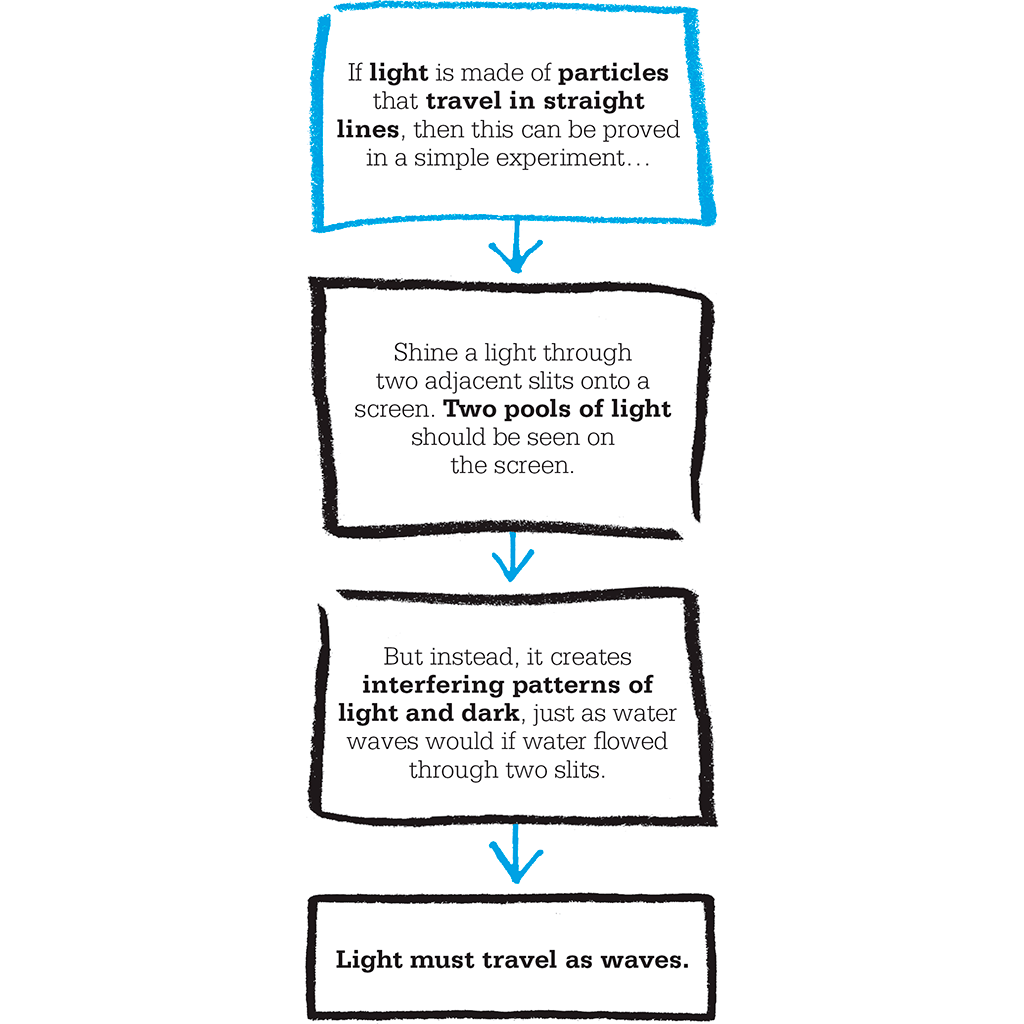 If light is made of particles
that travel in straight
lines, then this can be proved
in a simple experiment…
Shine a light through
two adjacent slits onto a
screen. Two pools of light
should be seen on
the screen.
But instead, it creates
interfering patterns of
light and dark, just as water
waves would if water flowed
through two slits.
Light must travel as waves.